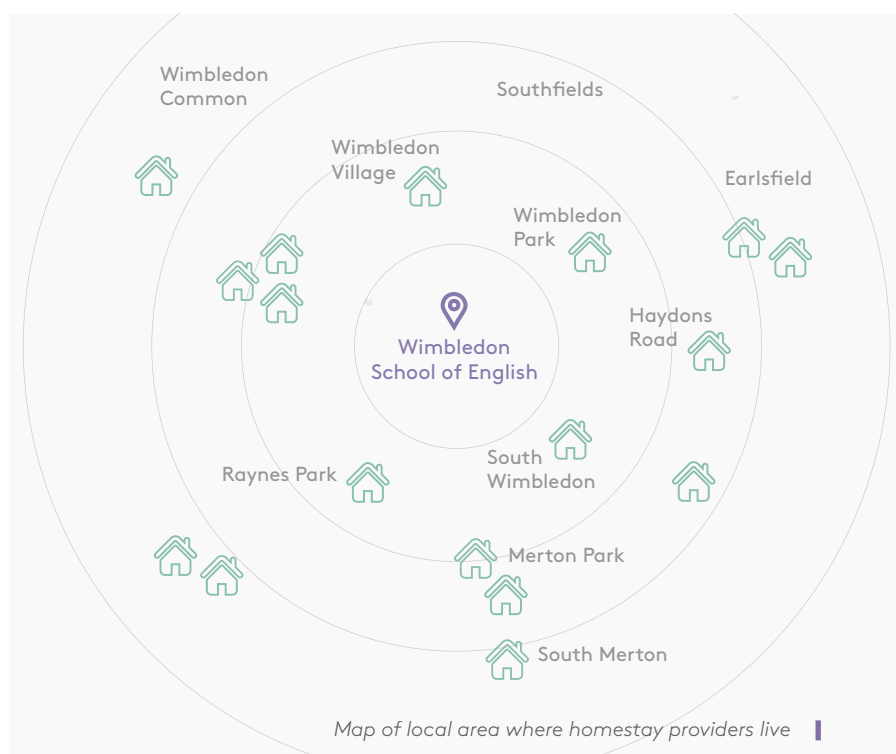 Wimbledon
Common
Southfields
Wimbledon
Village
Earlsfield
Wimbledon
Park
Haydons
Road
Wimbledon
School of English
South
Wimbledon
Raynes Park
Merton Park
South Merton
Map of local area where homestay providers live